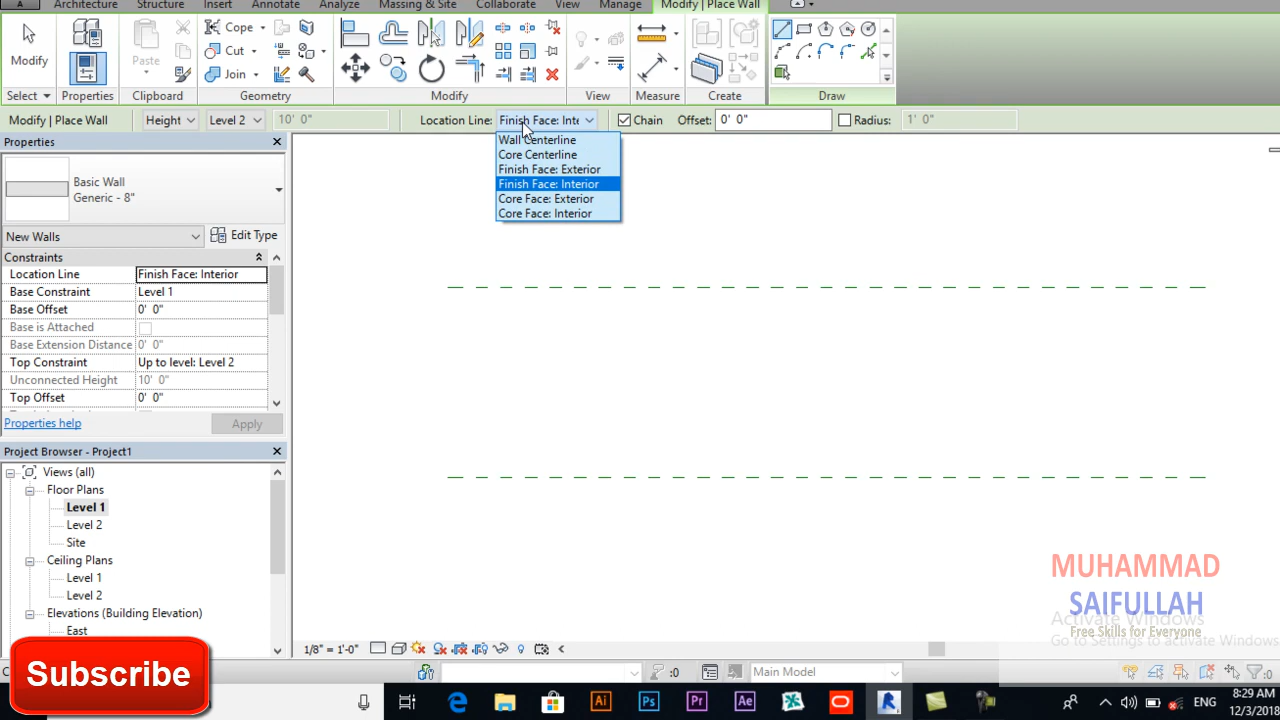 Architecture Structure Insert Annotate Analyze Massing & Site Collaborate View Manage Modify | Place Wall
Modify
Paste
Cope
Cut
Join
Select Properties Clipboard Geometry Modify View Measure Create Draw
Modify | Place Wall Height Level 2 10' 0" Location Line: Finish Face: Inte Chain Offset: 0' 0" Radius: 1' 0"
Wall Centerline
Core Centerline
Finish Face: Exterior
Finish Face: Interior
Core Face: Exterior
Core Face: Interior
Properties
Basic Wall
Generic - 8"
New Walls Edit Type
Constraints
Location Line Finish Face: Interior
Base Constraint Level 1
Base Offset 0' 0"
Base is Attached
Base Extension Distance 0' 0"
Top Constraint Up to level: Level 2
Unconnected Height 10' 0"
Top Offset 0' 0"
Properties help Apply
Project Browser - Project1
Views (all)
Floor Plans
Level 1
Level 2
Site
Ceiling Plans
Level 1
Level 2
Elevations (Building Elevation)
East
1/8" = 1'-0"
:0 Main Model :0
MUHAMMAD
SAIFULLAH
Free Skills for Everyone
Activate Windows
Go to Settings to activate Windows
Subscribe
Ai Ps Pr Ae R
ENG
8:29 AM
12/3/2018